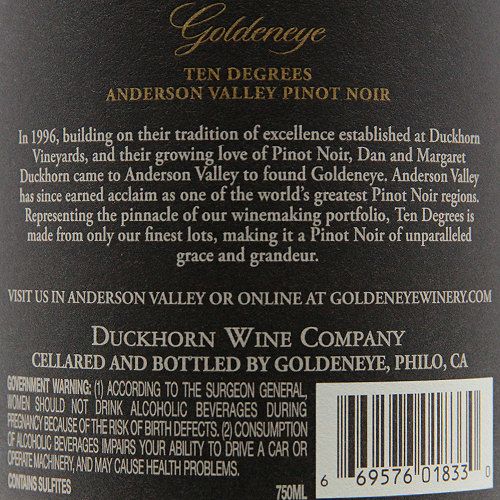 Goldeneye
TEN DEGREES
ANDERSON VALLEY PINOT NOIR
In 1996, building on their tradition of excellence established at Duckhorn
Vineyards, and their growing love of Pinot Noir, Dan and Margaret
Duckhorn came to Anderson Valley to found Goldeneye. Anderson Valley
has since earned acclaim as one of the world's greatest Pinot Noir regions.
Representing the pinnacle of our winemaking portfolio, Ten Degrees is
made from only our finest lots, making it a Pinot Noir of unparalleled
grace and grandeur.
VISIT US IN ANDERSON VALLEY OR ONLINE AT GOLDENEYEWINERY.COM
DUCKHORN WINE COMPANY
CELLARED AND BOTTLED BY GOLDENEYE, PHILO, CA
GOVERNMENT WARNING: (1) ACCORDING TO THE SURGEON GENERAL,
WOMEN SHOULD NOT DRINK ALCOHOLIC BEVERAGES DURING
PREGNANCY BECAUSE OF THE RISK OF BIRTH DEFECTS. (2) CONSUMPTION
OF ALCOHOLIC BEVERAGES IMPAIRS YOUR ABILITY TO DRIVE A CAR OR
OPERATE MACHINERY, AND MAY CAUSE HEALTH PROBLEMS.
CONTAINS SULFITES 750ML
6 69576 01833 0